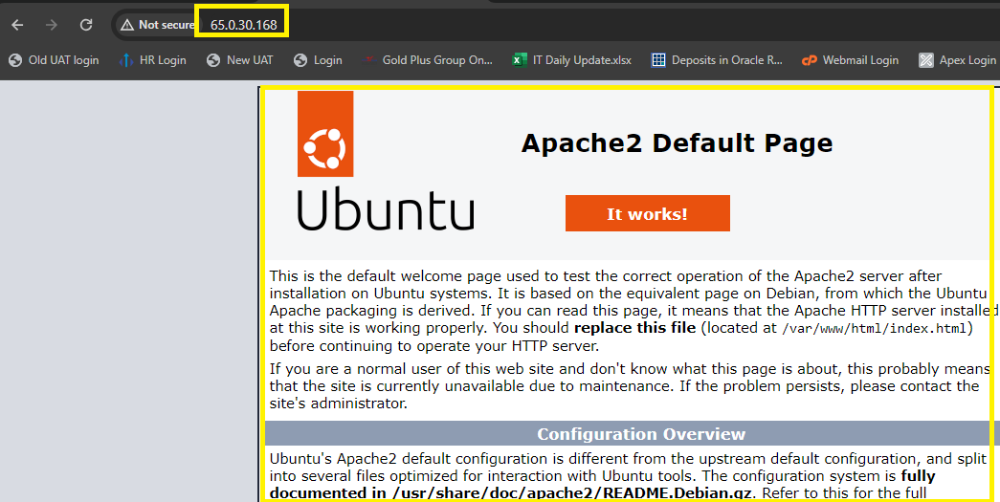 Not secure 65.0.30.168
Old UAT login HR Login New UAT Login Gold Plus Group On... IT Daily Update.xlsx Deposits in Oracle R... Webmail Login Apex Login
Apache2 Default Page
Ubuntu
It works!
This is the default welcome page used to test the correct operation of the Apache2 server after
installation on Ubuntu systems. It is based on the equivalent page on Debian, from which the Ubuntu
Apache packaging is derived. If you can read this page, it means that the Apache HTTP server installed
at this site is working properly. You should replace this file (located at /var/www/html/index.html)
before continuing to operate your HTTP server.
If you are a normal user of this web site and don't know what this page is about, this probably means
that the site is currently unavailable due to maintenance. If the problem persists, please contact the
site's administrator.
Configuration Overview
Ubuntu's Apache2 default configuration is different from the upstream default configuration, and split
into several files optimized for interaction with Ubuntu tools. The configuration system is fully
documented in /usr/share/doc/apache2/README.Debian.gz. Refer to this for the full